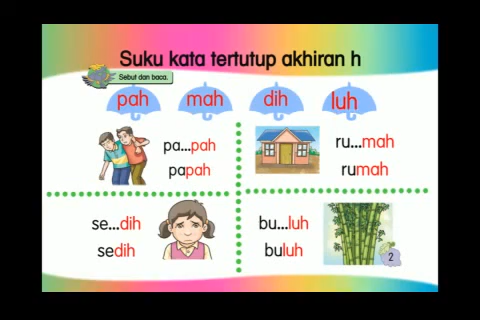 Suku kata tertutup akhiran h
Sebut dan baca.
pah mah dih luh
pa...pah
papah
ru...mah
rumah
se...dih
sedih
bu...luh
buluh
2